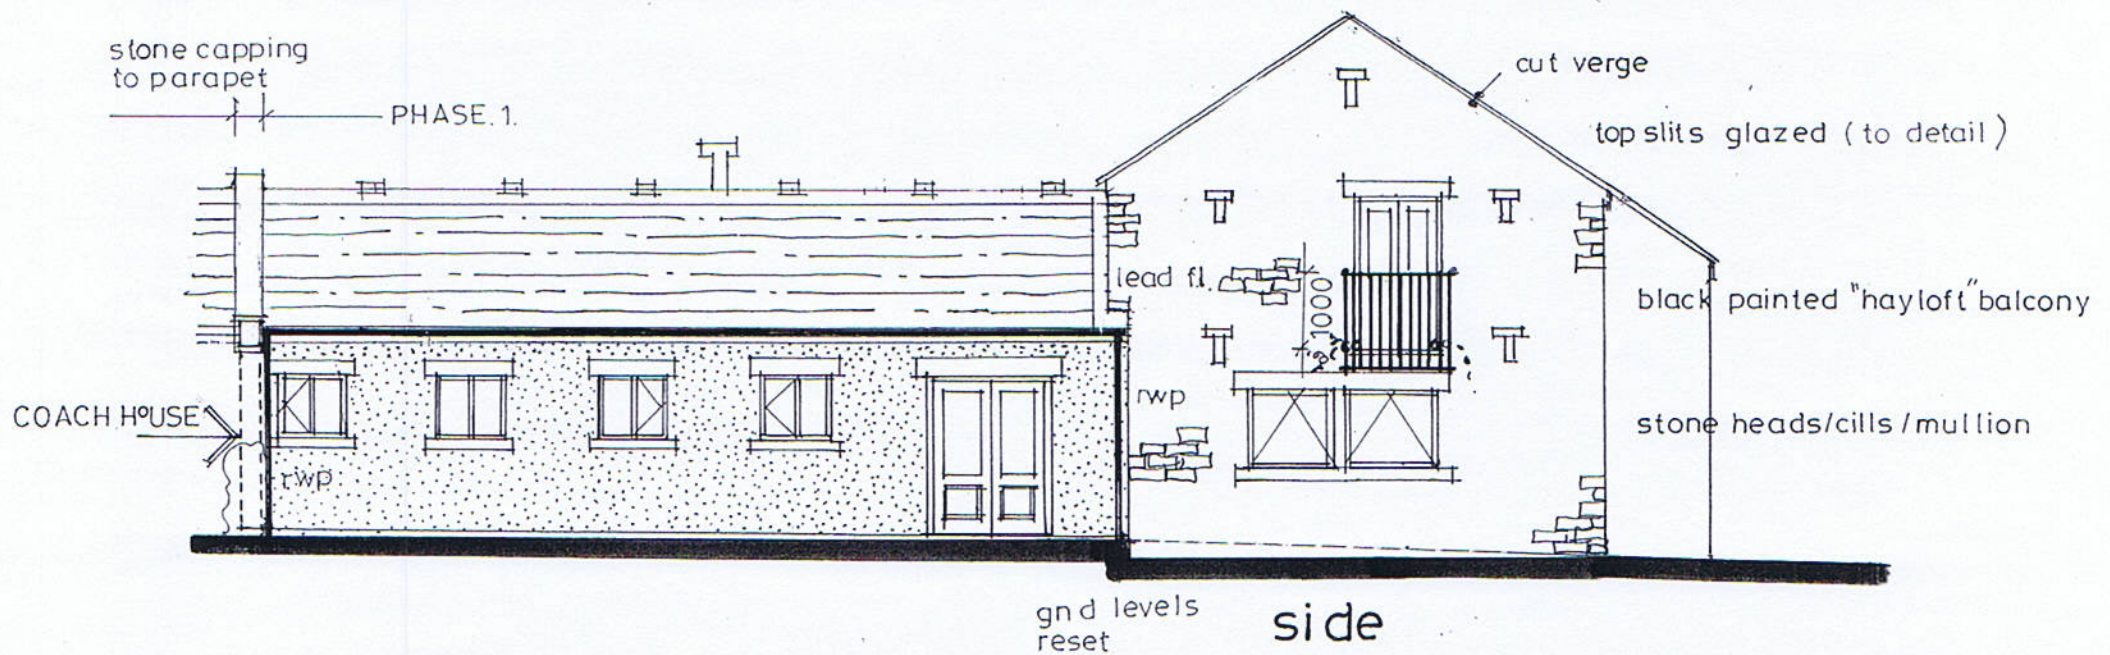 stone capping
to parapet
PHASE.1.
cut verge
top slits glazed (to detail)
lead fl.
1000
black painted "hayloft" balcony
rwp
COACH HOUSE
stone heads/cills/mullion
rwp
gnd levels
reset
side